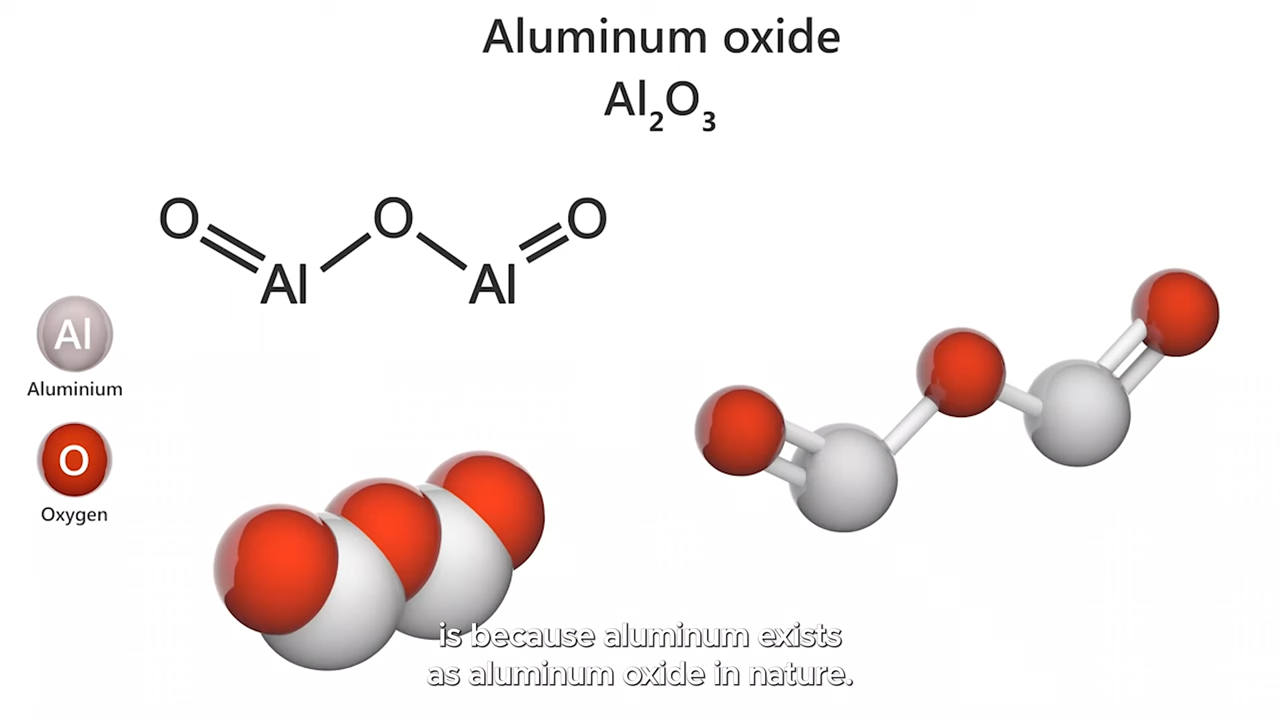 Aluminum oxide
Al₂O₃
O O O
Al Al
Al
Aluminium
O
Oxygen
is because aluminum exists
as aluminum oxide in nature.